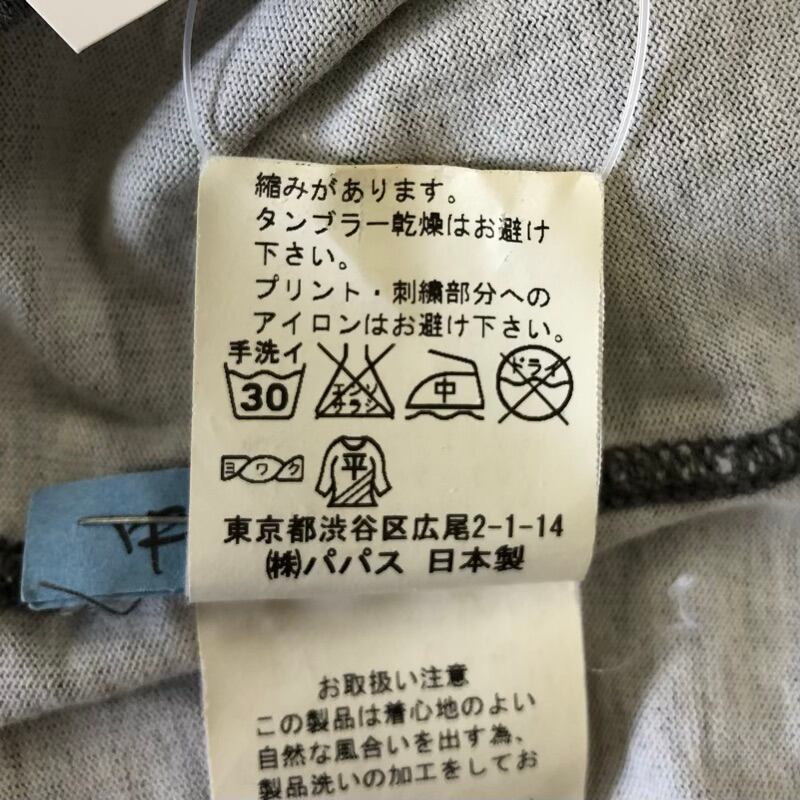 縮みがあります。
タンブラー乾燥はお避け
下さい。
プリント・刺繍部分への
アイロンはお避け下さい。
手洗イ
30
エンソ
サラシ
中
ドライ
ヨワク
平
東京都渋谷区広尾2-1-14
㈱パパス 日本製
お取扱い注意
この製品は着心地のよい
自然な風合いを出す為、
製品洗いの加工をしてお